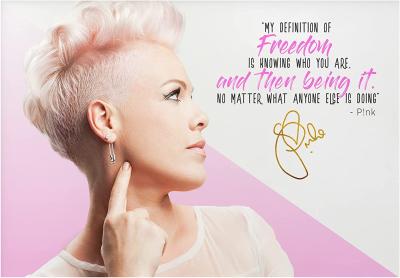 "MY DEFINITION OF
Freedom
IS KNOWING WHO YOU ARE,
and then being it.
NO MATTER WHAT ANYONE ELSE IS DOING"
- P!nk
P!nk